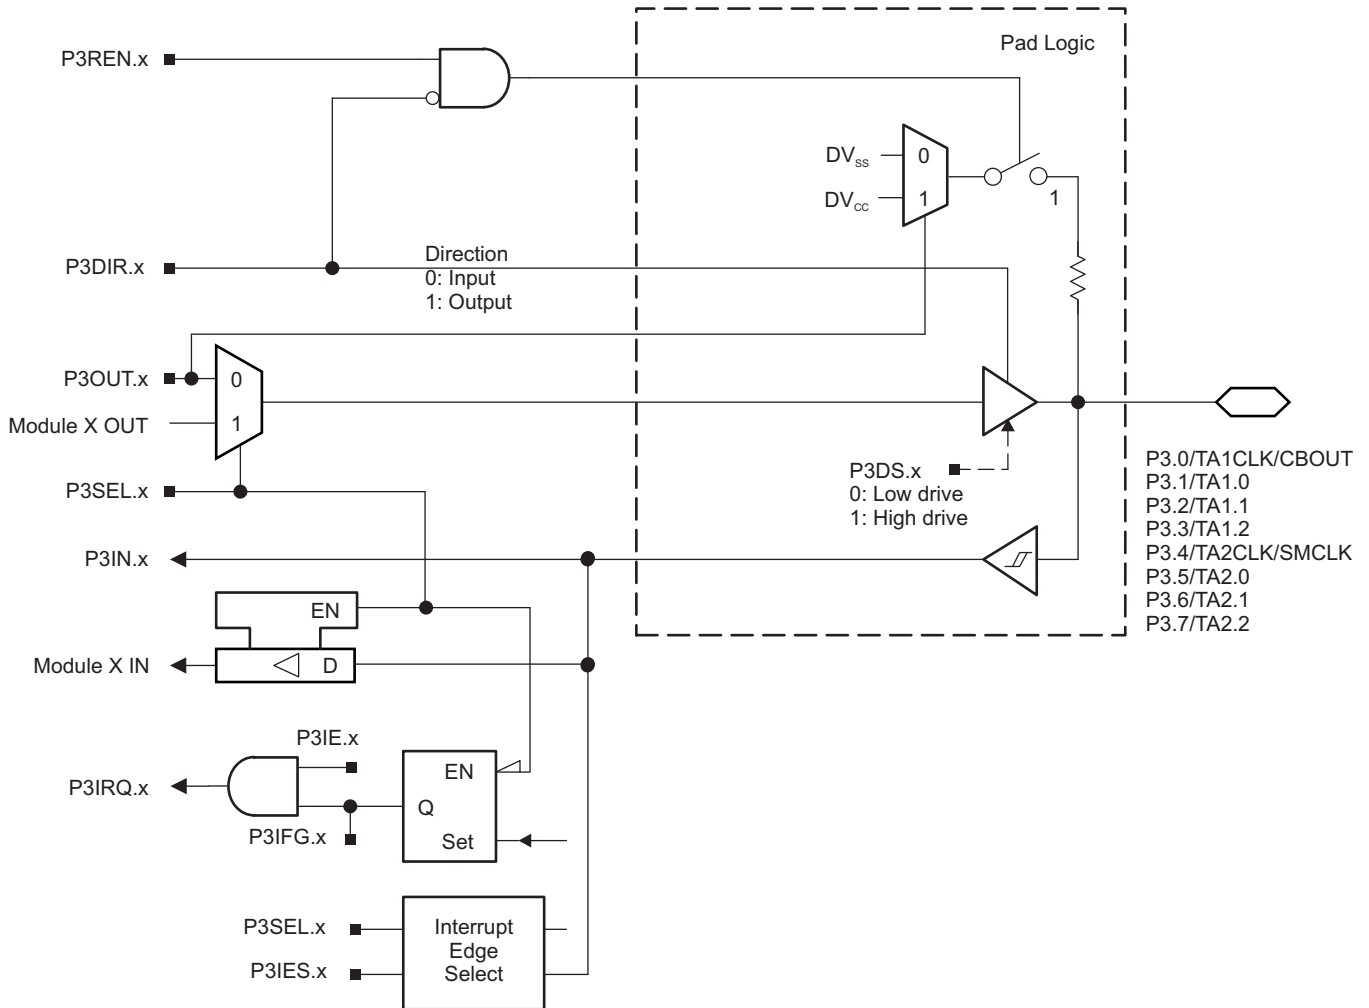 Pad Logic
P3REN.x
DVSS
0
DVCC
1
1
P3DIR.x
Direction
0: Input
1: Output
P3OUT.x
0
Module X OUT
1
P3DS.x
0: Low drive
1: High drive
P3SEL.x
P3.0/TA1CLK/CBOUT
P3.1/TA1.0
P3.2/TA1.1
P3.3/TA1.2
P3.4/TA2CLK/SMCLK
P3.5/TA2.0
P3.6/TA2.1
P3.7/TA2.2
P3IN.x
EN
Module X IN
D
P3IE.x
P3IRQ.x
EN
Q
P3IFG.x
Set
P3SEL.x
P3IES.x
Interrupt
Edge
Select